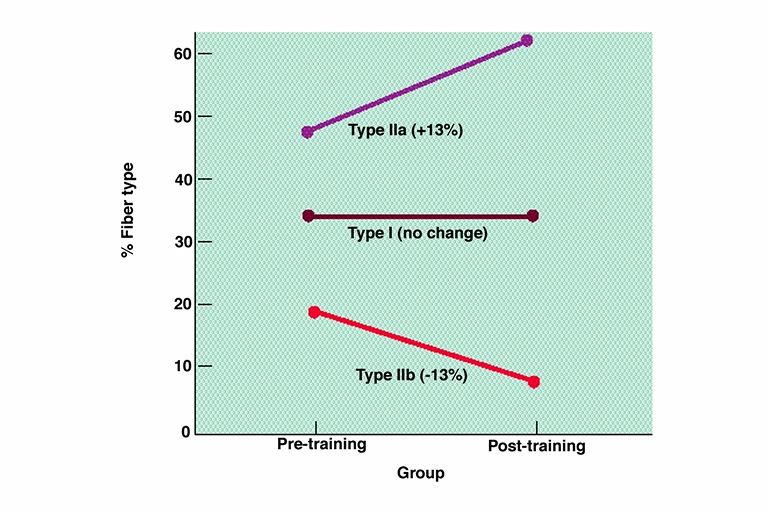 60
50
Type IIa (+13%)
40
% Fiber type
Type I (no change)
30
20
Type IIb (-13%)
10
0
Pre-training
Post-training
Group